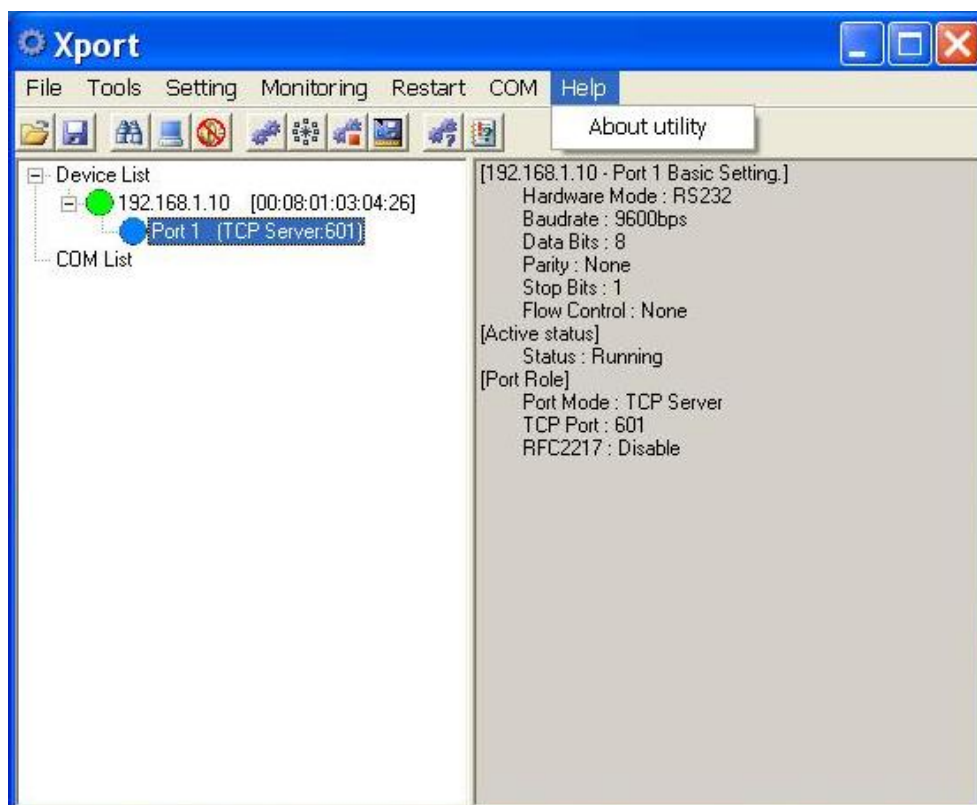 Xport
File Tools Setting Monitoring Restart COM Help
About utility
Device List
192.168.1.10 [00:08:01:03:04:26]
Port 1 (TCP Server:601)
COM List
[192.168.1.10 - Port 1 Basic Setting.]
Hardware Mode : RS232
Baudrate : 9600bps
Data Bits : 8
Parity : None
Stop Bits : 1
Flow Control : None
[Active status]
Status : Running
[Port Role]
Port Mode : TCP Server
TCP Port : 601
RFC2217 : Disable